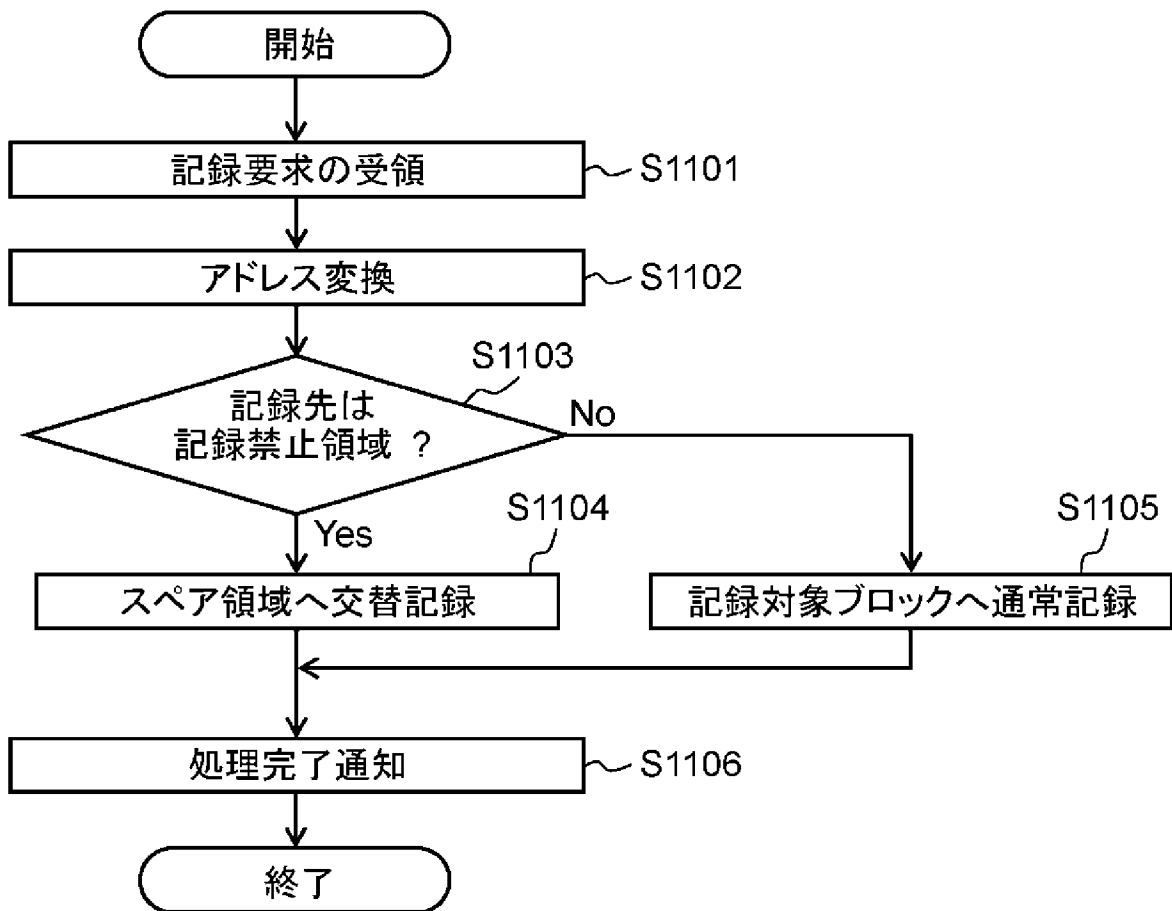 開始
記録要求の受領
S1101
アドレス変換
S1102
S1103
記録先は
記録禁止領域 ?
No
Yes
S1104
S1105
スペア領域へ交替記録
記録対象ブロックへ通常記録
処理完了通知
S1106
終了